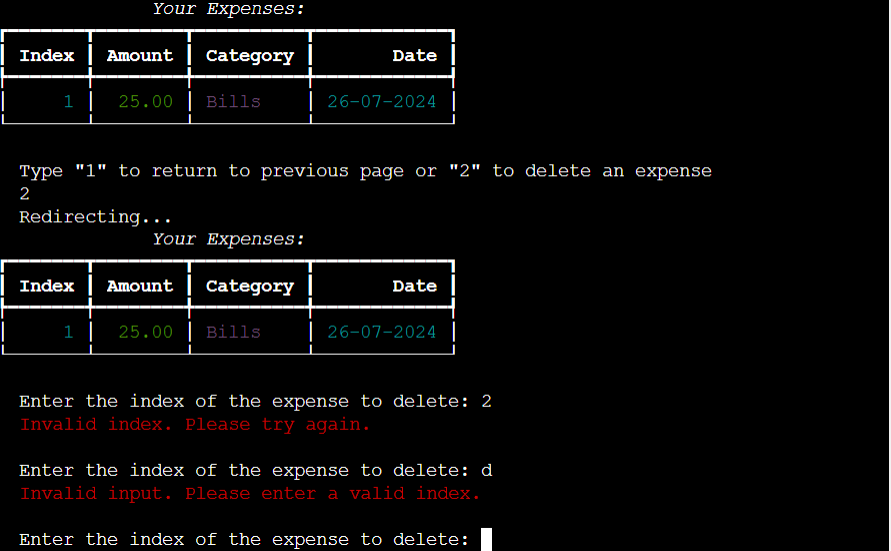 Your Expenses:
Index Amount Category Date
1 25.00 Bills 26-07-2024
Type "1" to return to previous page or "2" to delete an expense
2
Redirecting...
Your Expenses:
Index Amount Category Date
1 25.00 Bills 26-07-2024
Enter the index of the expense to delete: 2
Invalid index. Please try again.
Enter the index of the expense to delete: d
Invalid input. Please enter a valid index.
Enter the index of the expense to delete: